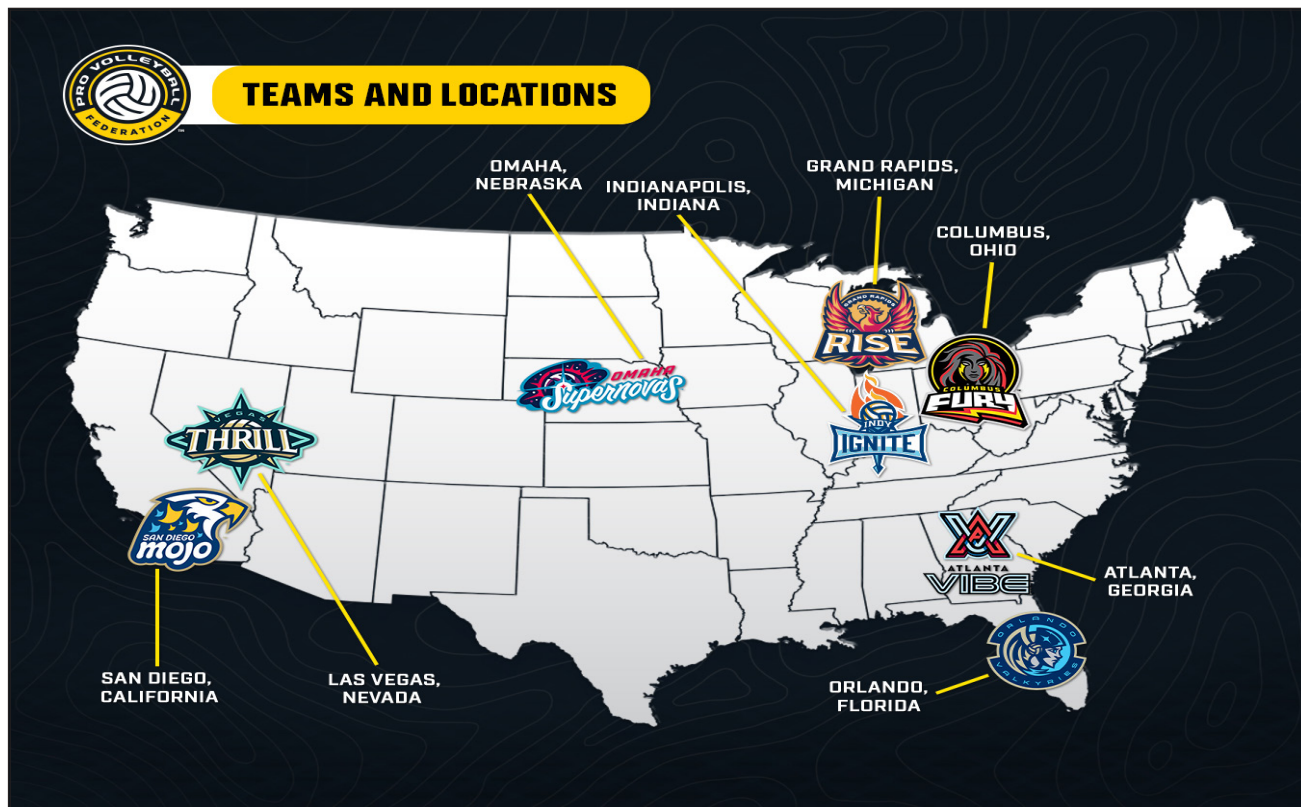 PRO VOLLEYBALL
FEDERATION
TM
TEAMS AND LOCATIONS
OMAHA,
NEBRASKA
INDIANAPOLIS,
INDIANA
GRAND RAPIDS,
MICHIGAN
COLUMBUS,
OHIO
GRAND RAPIDS
RISE
OMAHA
Supernovas
COLUMBUS
FURY
INDY
IGNITE
VEGAS
THRILL
SAN DIEGO
mojo
ATLANTA
VIBE
ATLANTA,
GEORGIA
ORLANDO
VALKYRIES
SAN DIEGO,
CALIFORNIA
LAS VEGAS,
NEVADA
ORLANDO,
FLORIDA